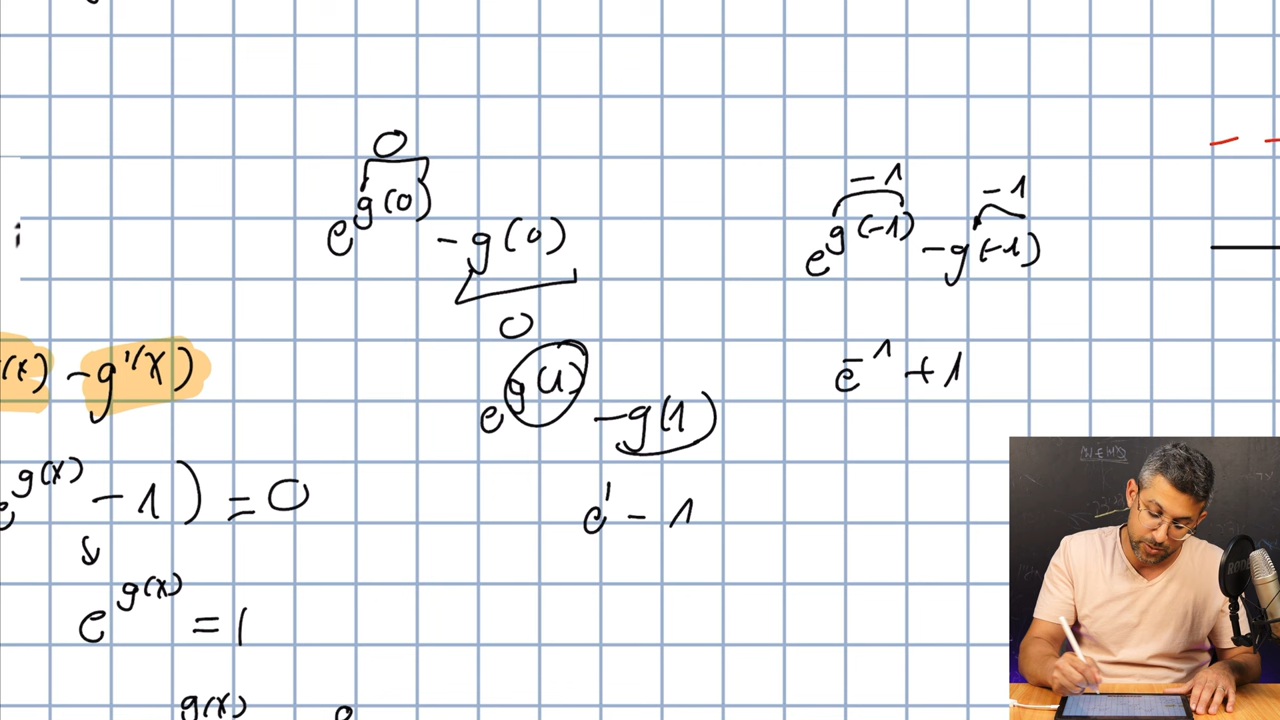 0
e^g(0) - g(0)
0
-1 -1
e^g(-1) - g(-1)
(x) - g'(x)
e^g(1) - g(1)
e^-1 + 1
e^g(x) - 1) = 0
e^1 - 1
e^g(x) = 1
g(x)